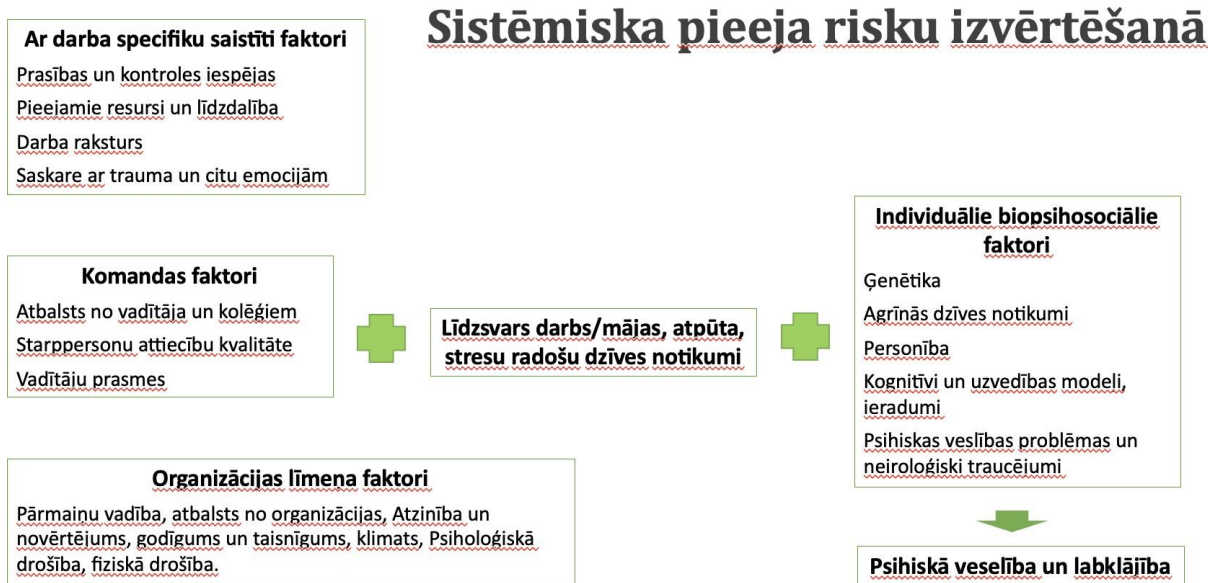 Sistēmiska pieeja risku izvērtēšanā
Ar darba specifiku saistīti faktori
Prasības un kontroles iespējas
Pieejamie resursi un līdzdalība
Darba raksturs
Saskare ar trauma un citu emocijām
Komandas faktori
Atbalsts no vadītāja un kolēģiem
Starppersonu attiecību kvalitāte
Vadītāju prasmes
Organizācijas līmeņa faktori
Pārmaiņu vadība, atbalsts no organizācijas, Atzinība un
novērtējums, godīgums un taisnīgums, klimats, Psiholoģiskā
drošība, fiziskā drošība.
Līdzsvars darbs/mājas, atpūta,
stresu radošu dzīves notikumi
Individuālie biopsihosociālie
faktori
Ģenētika
Agrīnās dzīves notikumi
Personība
Kognitīvi un uzvedības modeļi,
ieradumi
Psihiskas veslības problēmas un
neiroloģiski traucējumi
Psihiskā veselība un labklājība